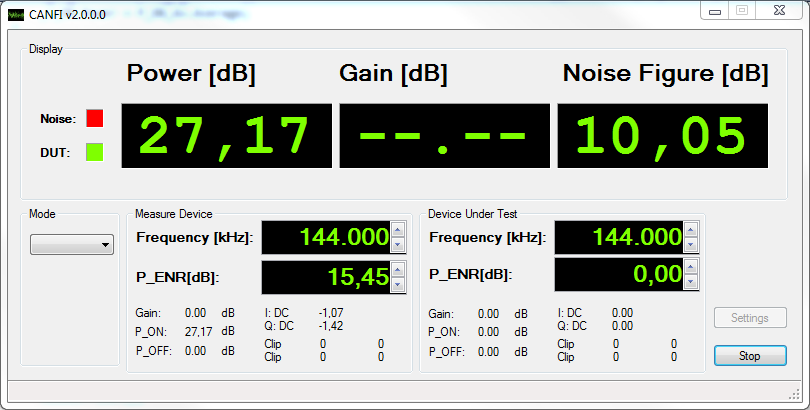 CANFI v2.0.0.0
Display
Power [dB] Gain [dB] Noise Figure [dB]
Noise:
DUT:
27,17 --.-- 10,05
Mode
Measure Device
Frequency [kHz]: 144.000
P_ENR[dB]: 15,45
Gain: 0.00 dB I: DC -1,07
P_ON: 27,17 dB Q: DC -1,42
P_OFF: 0.00 dB Clip 0 0
Clip 0 0
Device Under Test
Frequency [kHz]: 144.000
P_ENR[dB]: 0,00
Gain: 0.00 dB I: DC 0.00
P_ON: 0.00 dB Q: DC 0.00
P_OFF: 0.00 dB Clip 0 0
Clip 0 0
Settings
Stop